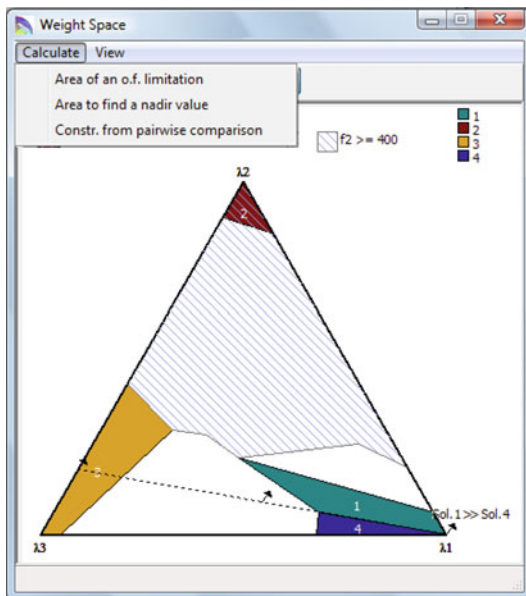 Weight Space
Calculate View
Area of an o.f. limitation
Area to find a nadir value
Constr. from pairwise comparison
f2 >= 400
1
2
3
4
λ2
2
3
1
Sol.1>> Sol.4
4
λ3
λ1